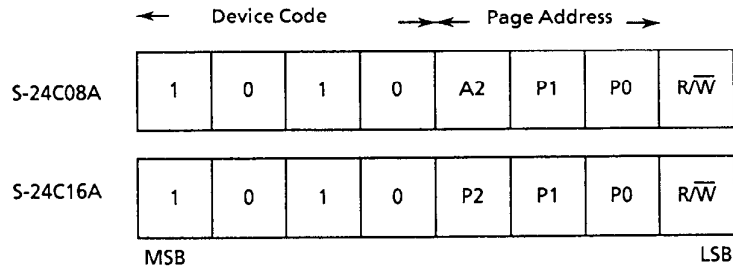 Device Code Page Address
S-24C08A 1 0 1 0 A2 P1 P0 R/W̅
S-24C16A 1 0 1 0 P2 P1 P0 R/W̅
MSB LSB